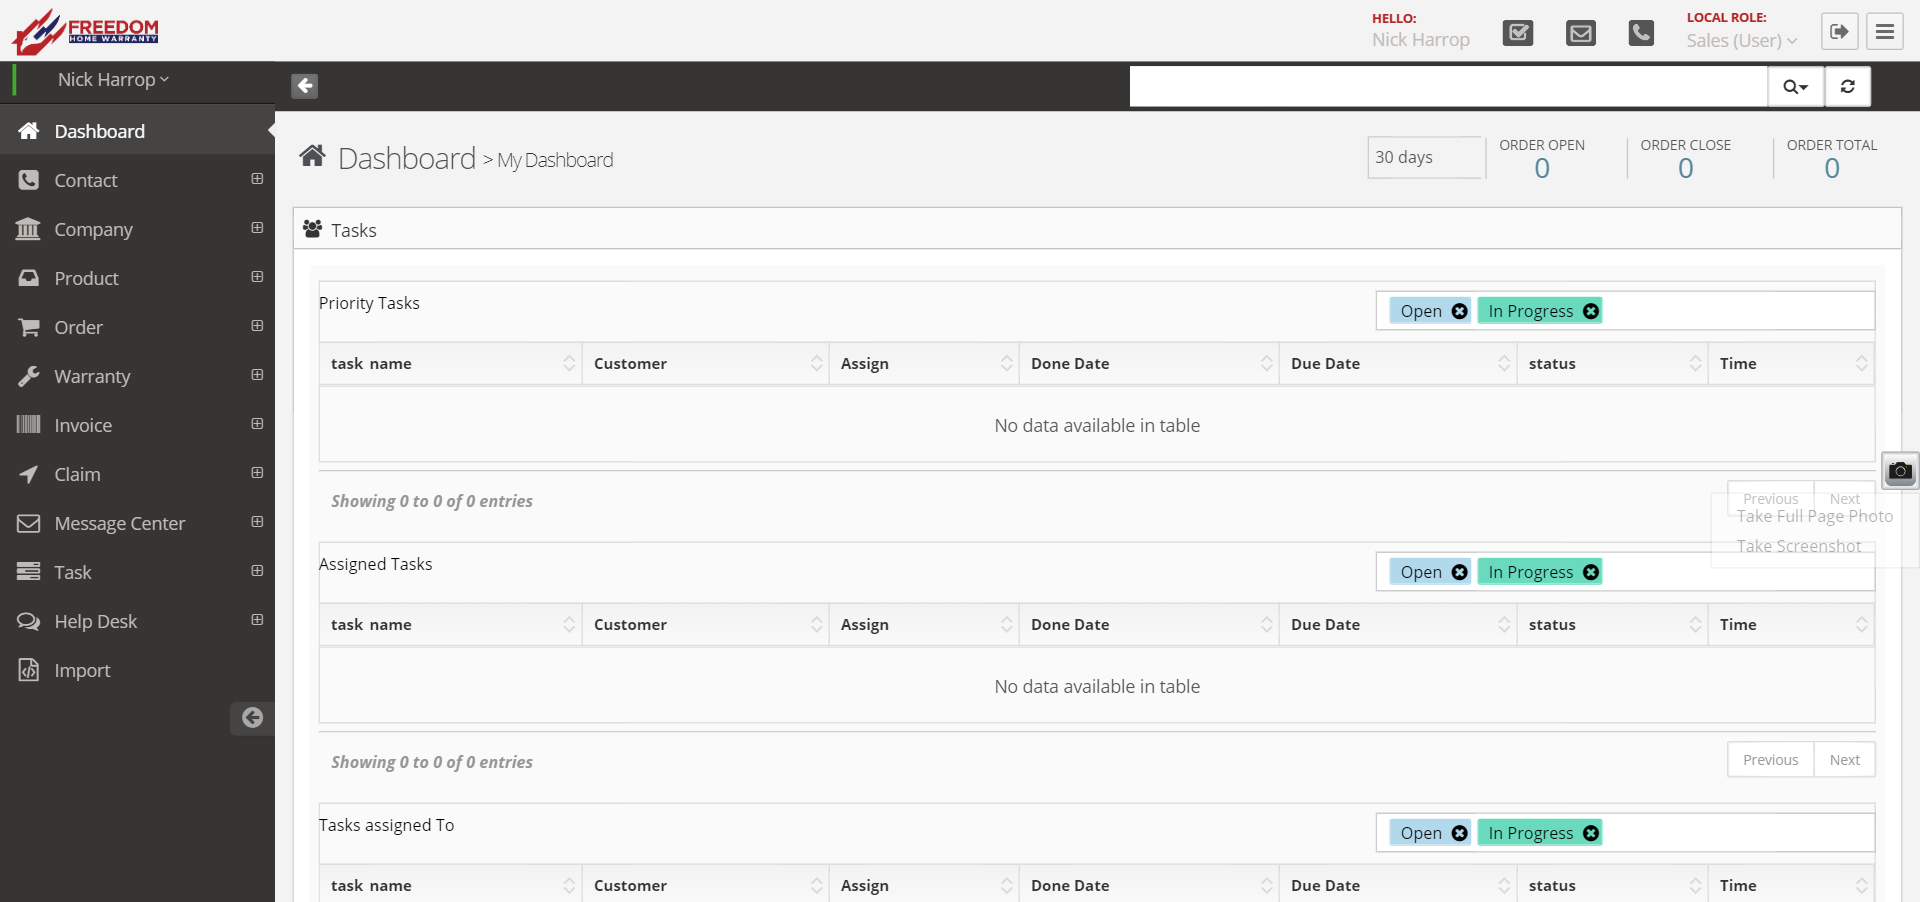 FREEDOM
HOME WARRANTY
HELLO:
Nick Harrop
LOCAL ROLE:
Sales (User)
Nick Harrop
Dashboard
Contact
Company
Product
Order
Warranty
Invoice
Claim
Message Center
Task
Help Desk
Import
Dashboard > My Dashboard
30 days
ORDER OPEN
0
ORDER CLOSE
0
ORDER TOTAL
0
Tasks
Priority Tasks
Open In Progress
task name Customer Assign Done Date Due Date status Time
No data available in table
Showing 0 to 0 of 0 entries
Previous Next
Take Full Page Photo
Take Screenshot
Assigned Tasks
Open In Progress
task name Customer Assign Done Date Due Date status Time
No data available in table
Showing 0 to 0 of 0 entries
Previous Next
Tasks assigned To
Open In Progress
task name Customer Assign Done Date Due Date status Time